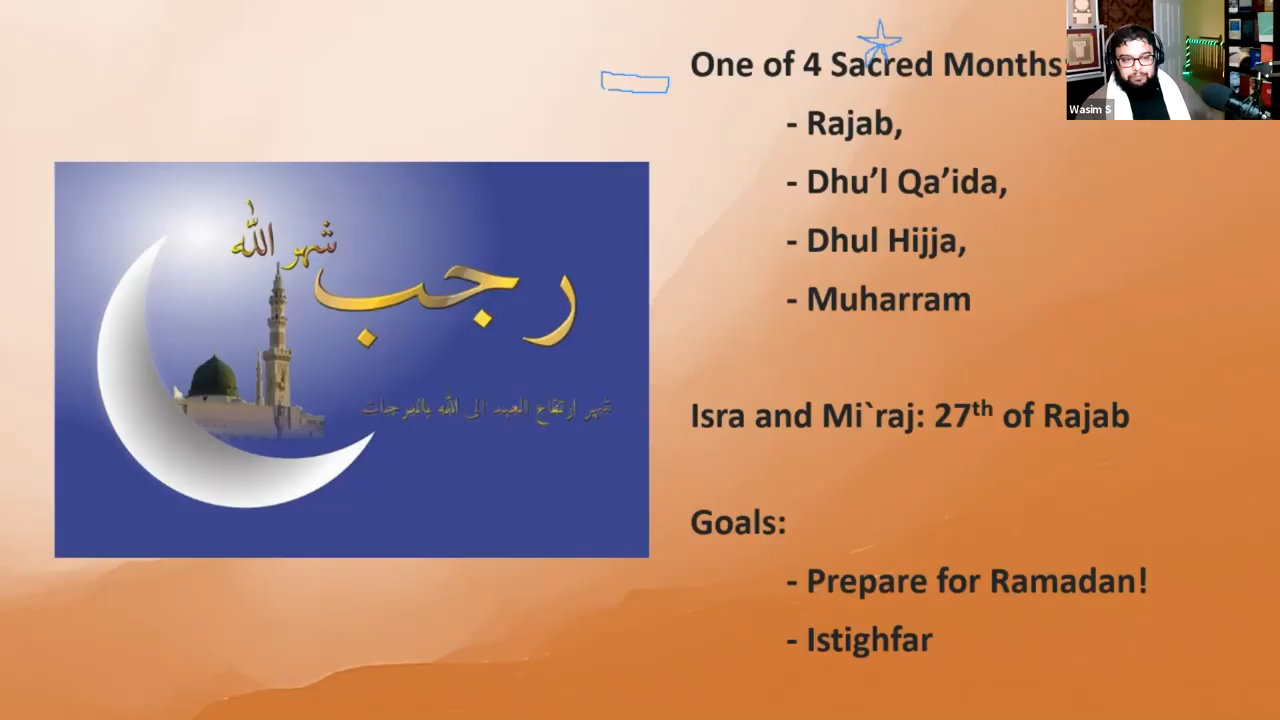 One of 4 Sacred Months
- Rajab,
- Dhu’l Qa’ida,
- Dhul Hijja,
- Muharram
Isra and Mi`raj: 27th of Rajab
Goals:
- Prepare for Ramadan!
- Istighfar
شهر الله
رجب
شهر ارتفاع العبد الى الله بالدرجات
Wasim S